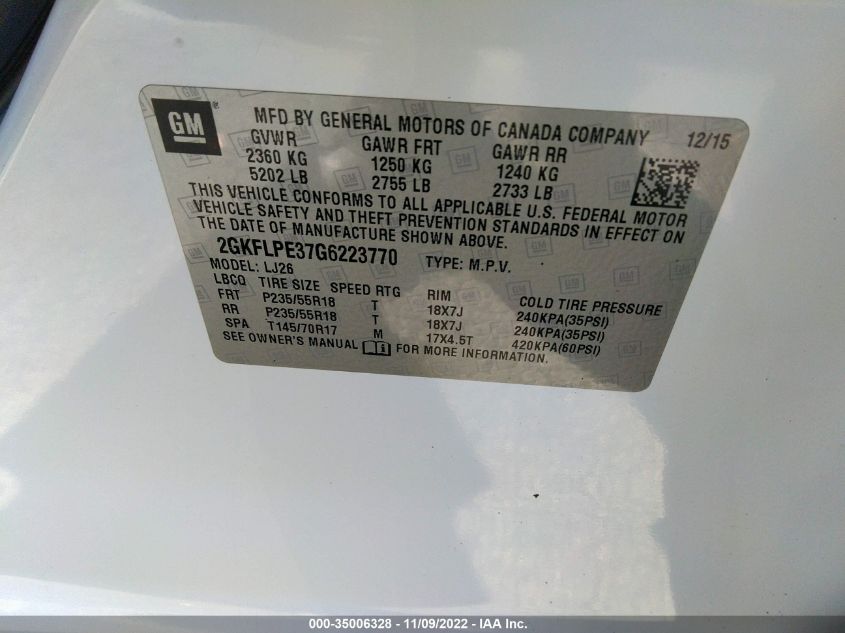 GM
MFD BY GENERAL MOTORS OF CANADA COMPANY 12/15
GVWR GAWR FRT GAWR RR
2360 KG 1250 KG 1240 KG
5202 LB 2755 LB 2733 LB
THIS VEHICLE CONFORMS TO ALL APPLICABLE U.S. FEDERAL MOTOR
VEHICLE SAFETY AND THEFT PREVENTION STANDARDS IN EFFECT ON
THE DATE OF MANUFACTURE SHOWN ABOVE.
2GKFLPE37G6223770 TYPE: M.P.V.
MODEL: LJ26
LBCQ TIRE SIZE SPEED RTG RIM COLD TIRE PRESSURE
FRT P235/55R18 T 18X7J 240KPA(35PSI)
RR P235/55R18 T 18X7J 240KPA(35PSI)
SPA T145/70R17 M 17X4.5T 420KPA(60PSI)
SEE OWNER'S MANUAL FOR MORE INFORMATION.
000-35006328 - 11/09/2022 - IAA Inc.